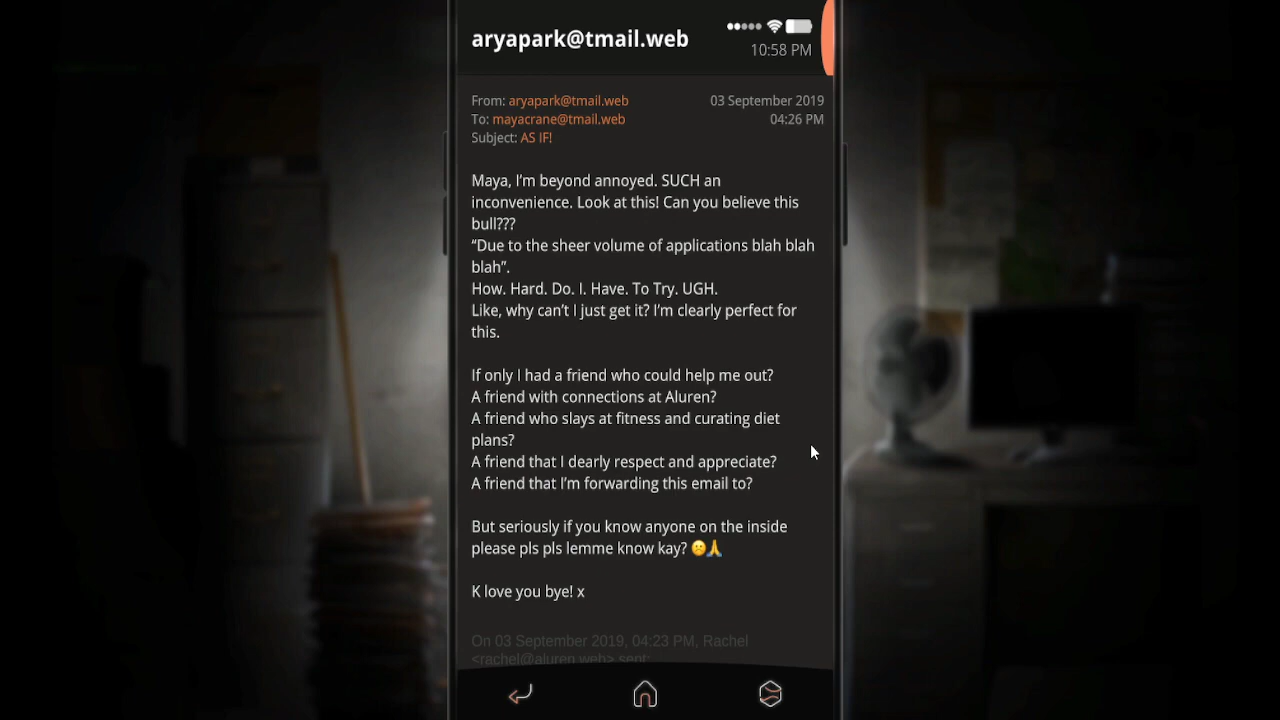 aryapark@tmail.web
10:58 PM
From: aryapark@tmail.web
03 September 2019
To: mayacrane@tmail.web
04:26 PM
Subject: AS IF!
Maya, I'm beyond annoyed. SUCH an
inconvenience. Look at this! Can you believe this
bull???
“Due to the sheer volume of applications blah blah
blah”.
How. Hard. Do. I. Have. To Try. UGH.
Like, why can't I just get it? I'm clearly perfect for
this.
If only I had a friend who could help me out?
A friend with connections at Aluren?
A friend who slays at fitness and curating diet
plans?
A friend that I dearly respect and appreciate?
A friend that I'm forwarding this email to?
But seriously if you know anyone on the inside
please pls pls lemme know kay? 🙁🙏
K love you bye! x
On 03 September 2019, 04:23 PM, Rachel
<rachel@aluren.web> sent: